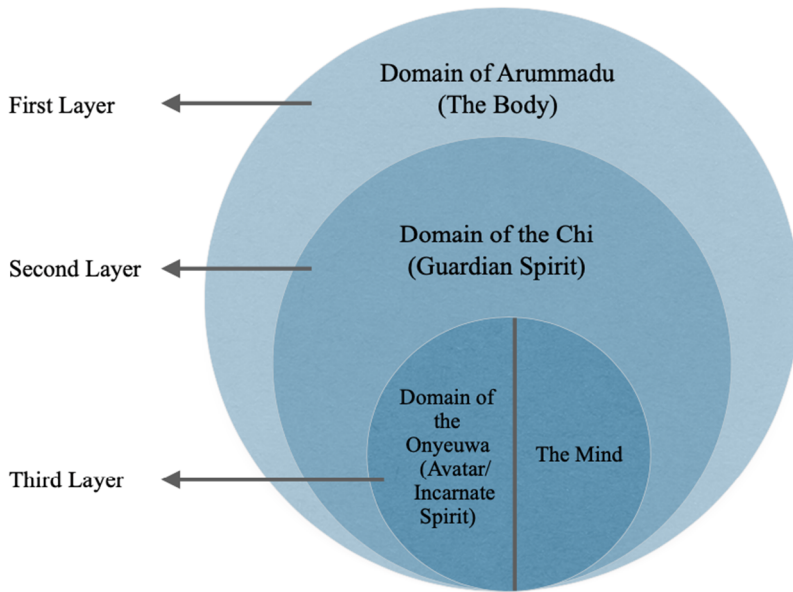 Domain of Arummadu
(The Body)
First Layer
Domain of the Chi
(Guardian Spirit)
Second Layer
Domain of
the
Onyeuwa
(Avatar/
Incarnate
Spirit)
The Mind
Third Layer